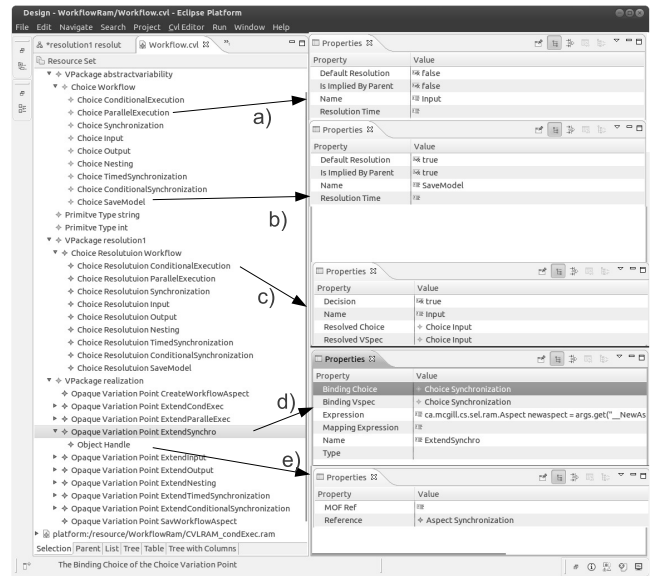 Design - WorkflowRam/Workflow.cvl - Eclipse Platform
File Edit Navigate Search Project Cvl Editor Run Window Help
*resolution1 resolut
Workflow.cvl
Resource Set
VPackage abstractvariability
Choice Workflow
Choice ConditionalExecution
Choice ParallelExecution
Choice Synchronization
Choice Input
Choice Output
Choice Nesting
Choice TimedSynchronization
Choice ConditionalSynchronization
Choice SaveModel
Primitve Type string
Primitve Type int
VPackage resolution1
Choice Resolutuion Workflow
Choice Resolutuion ConditionalExecution
Choice Resolutuion ParallelExecution
Choice Resolutuion Synchronization
Choice Resolutuion Input
Choice Resolutuion Output
Choice Resolutuion Nesting
Choice Resolutuion TimedSynchronization
Choice Resolutuion ConditionalSynchronization
Choice Resolutuion SaveModel
VPackage realization
Opaque Variation Point CreateWorkflowAspect
Opaque Variation Point ExtendCondExec
Opaque Variation Point ExtendParalleExec
Opaque Variation Point ExtendSynchro
Object Handle
Opaque Variation Point ExtendInput
Opaque Variation Point ExtendOutput
Opaque Variation Point ExtendNesting
Opaque Variation Point ExtendTimedSynchronization
Opaque Variation Point ExtendConditionalSynchronization
Opaque Variation Point SavWorkflowAspect
platform:/resource/WorkflowRam/CVLRAM_condExec.ram
Selection Parent List Tree Table Tree with Columns
The Binding Choice of the Choice Variation Point
a)
b)
c)
d)
e)
Properties
Property Value
Default Resolution false
Is Implied By Parent false
Name Input
Resolution Time
Properties
Property Value
Default Resolution true
Is Implied By Parent true
Name SaveModel
Resolution Time
Properties
Property Value
Decision true
Name Input
Resolved Choice Choice Input
Resolved VSpec Choice Input
Properties
Property Value
Binding Choice Choice Synchronization
Binding Vspec Choice Synchronization
Expression ca.mcgill.cs.sel.ram.Aspect newaspect = args.get("__NewAs
Mapping Expression
Name ExtendSynchro
Type
Properties
Property Value
MOF Ref
Reference Aspect Synchronization